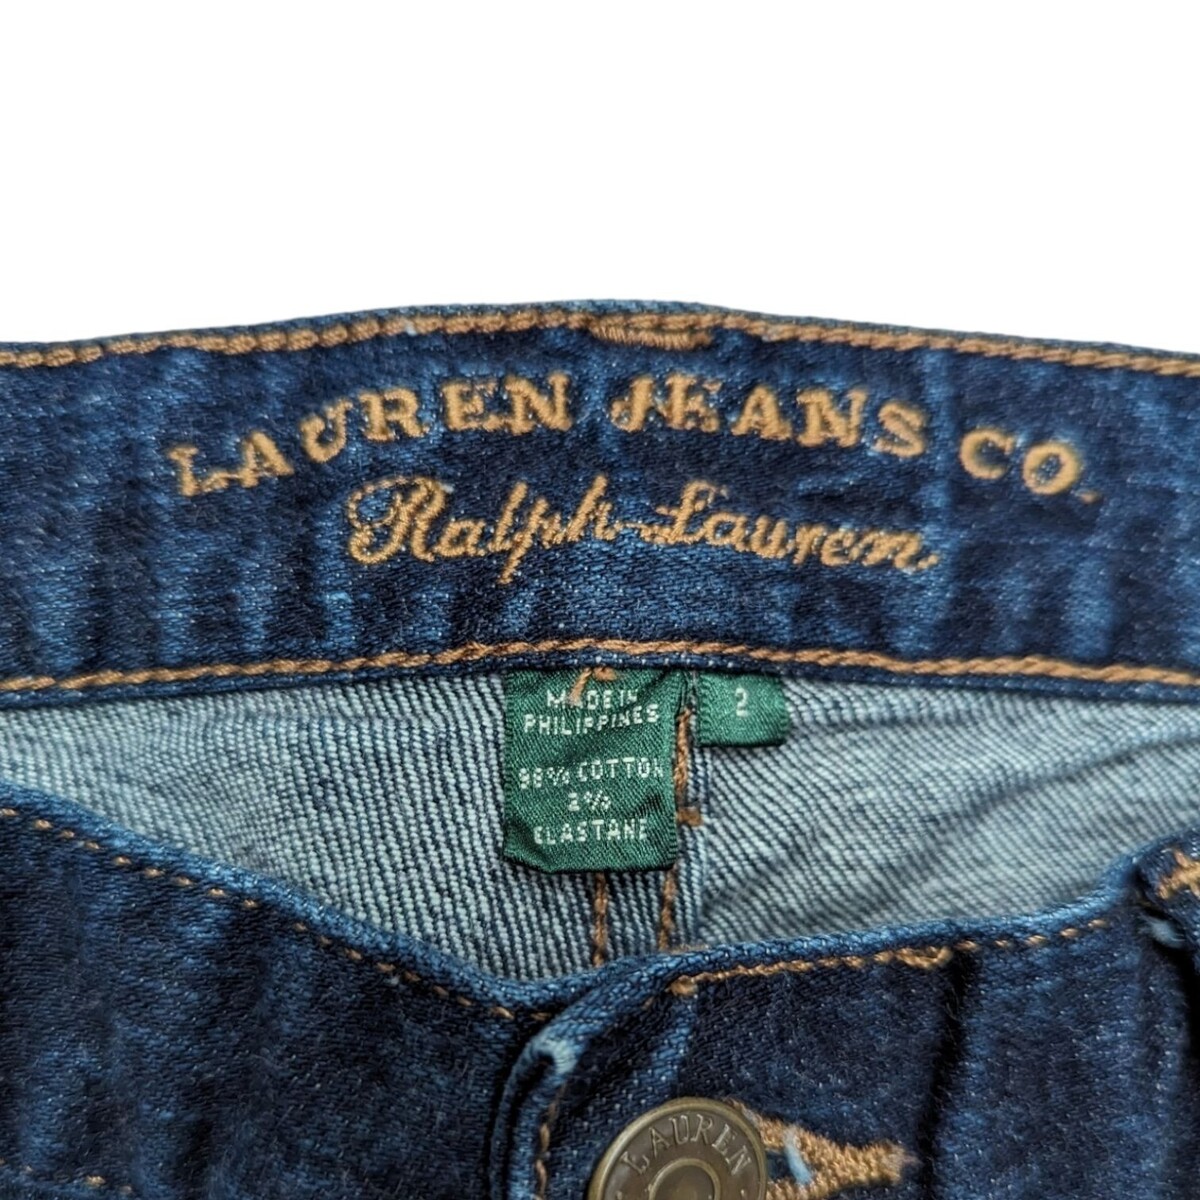 LAUREN JEANS CO.
Ralph Lauren
MADE IN
PHILIPPINES
98% COTTON
2%
ELASTANE
2
LAUREN